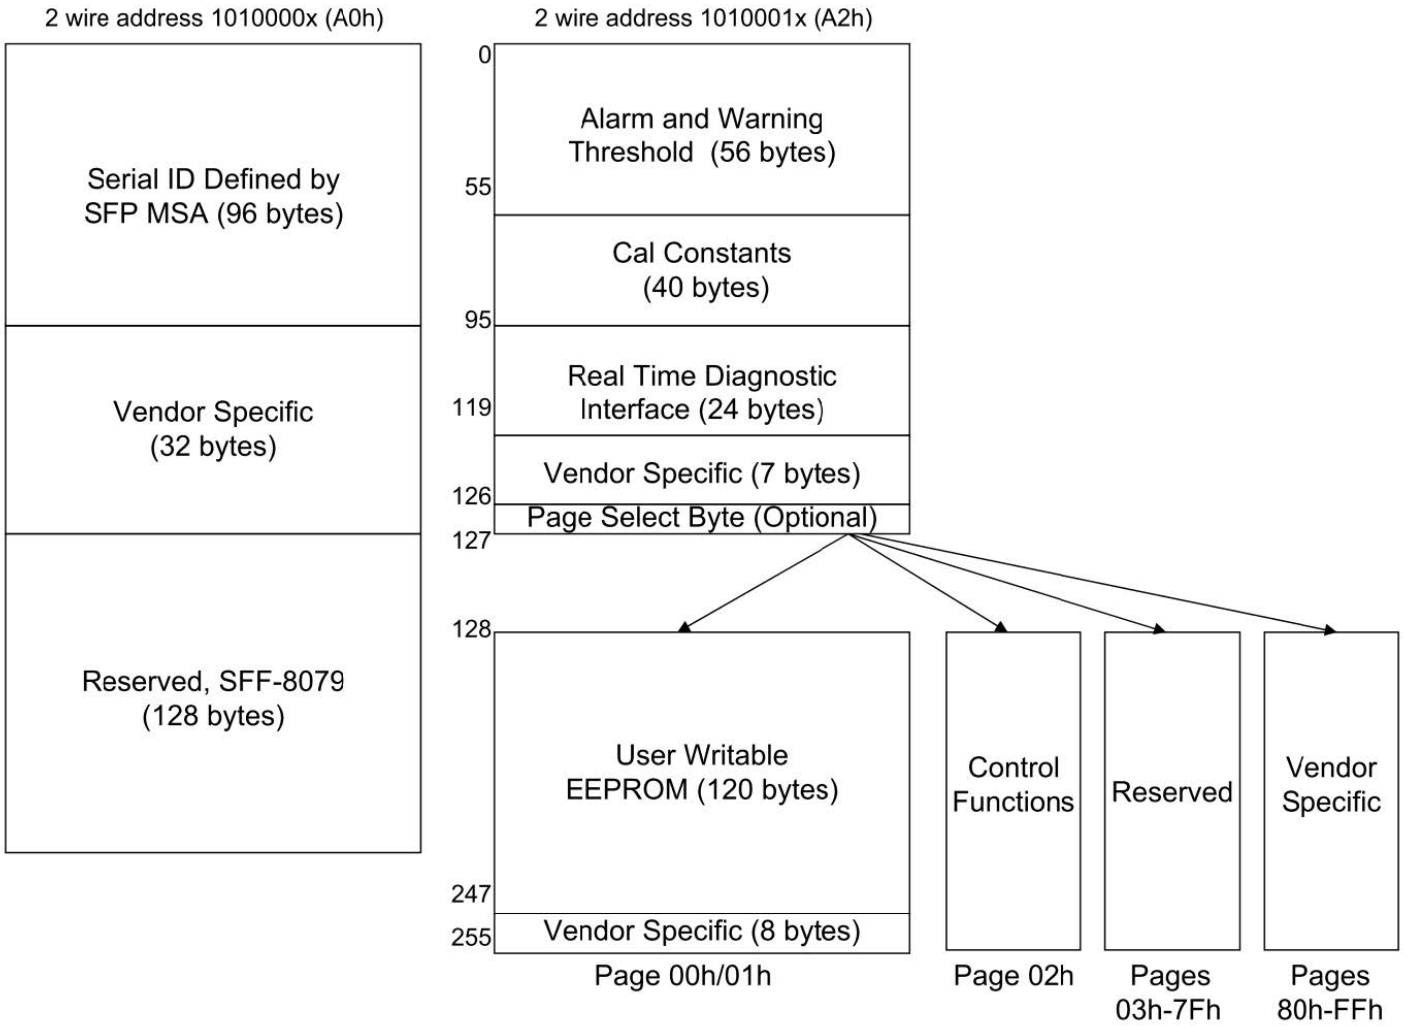 2 wire address 1010000x (A0h)
Serial ID Defined by
SFP MSA (96 bytes)
Vendor Specific
(32 bytes)
Reserved, SFF-8079
(128 bytes)
2 wire address 1010001x (A2h)
0
Alarm and Warning
Threshold (56 bytes)
55
Cal Constants
(40 bytes)
95
Real Time Diagnostic
Interface (24 bytes)
119
Vendor Specific (7 bytes)
126
Page Select Byte (Optional)
127
128
User Writable
EEPROM (120 bytes)
247
Vendor Specific (8 bytes)
255
Page 00h/01h
Control
Functions
Page 02h
Reserved
Pages
03h-7Fh
Vendor
Specific
Pages
80h-FFh